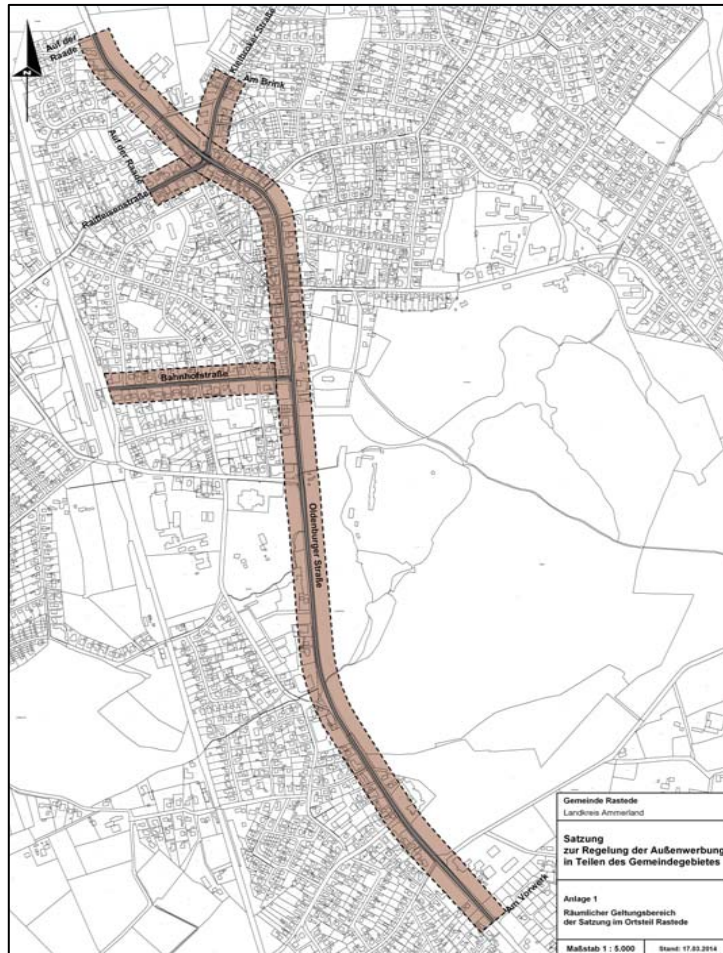 Auf der
Raade
Kleibroker Straße
Am Brink
Auf der Raade
Raiffeisenstraße
Bahnhofstraße
Oldenburger Straße
Am Vorwerk
N
Gemeinde Rastede
Landkreis Ammerland
Satzung
zur Regelung der Außenwerbung
in Teilen des Gemeindegebietes
Anlage 1
Räumlicher Geltungsbereich
der Satzung im Ortsteil Rastede
Maßstab 1 : 5.000
Stand: 17.03.2014